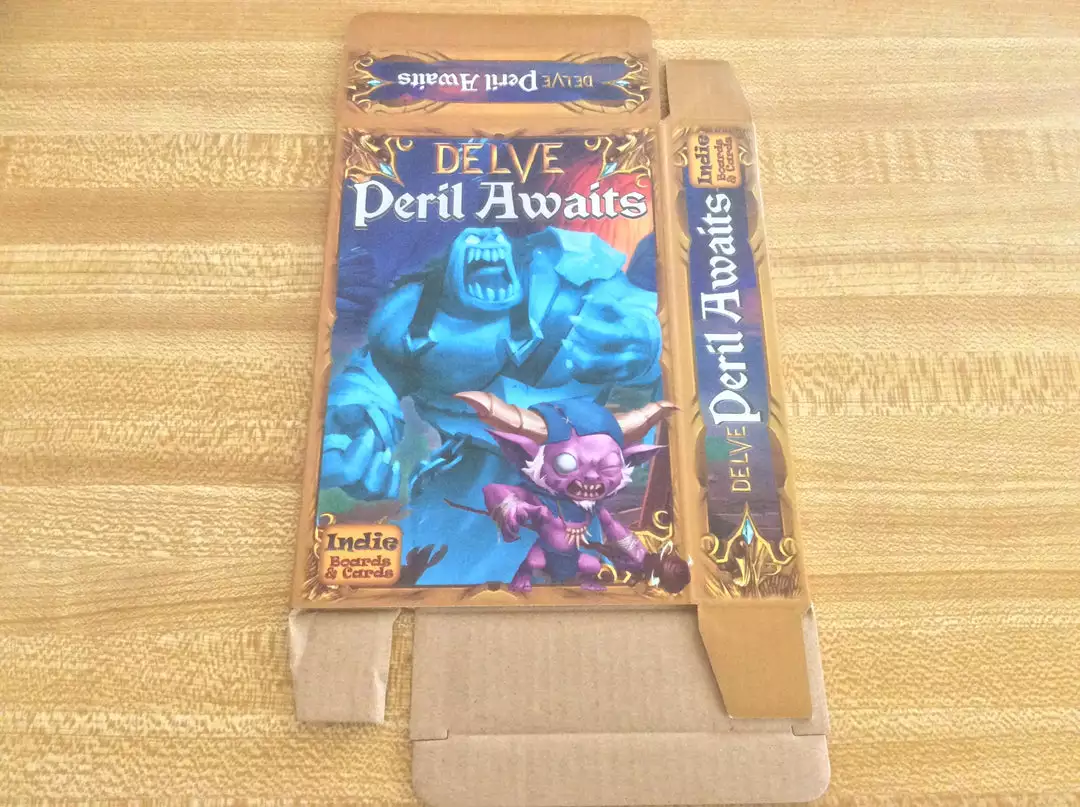 DELVE Peril Awaits
DELVE
Peril Awaits
Indie
Boards
& Cards
DELVE Peril Awaits
Indie
Boards
& Cards